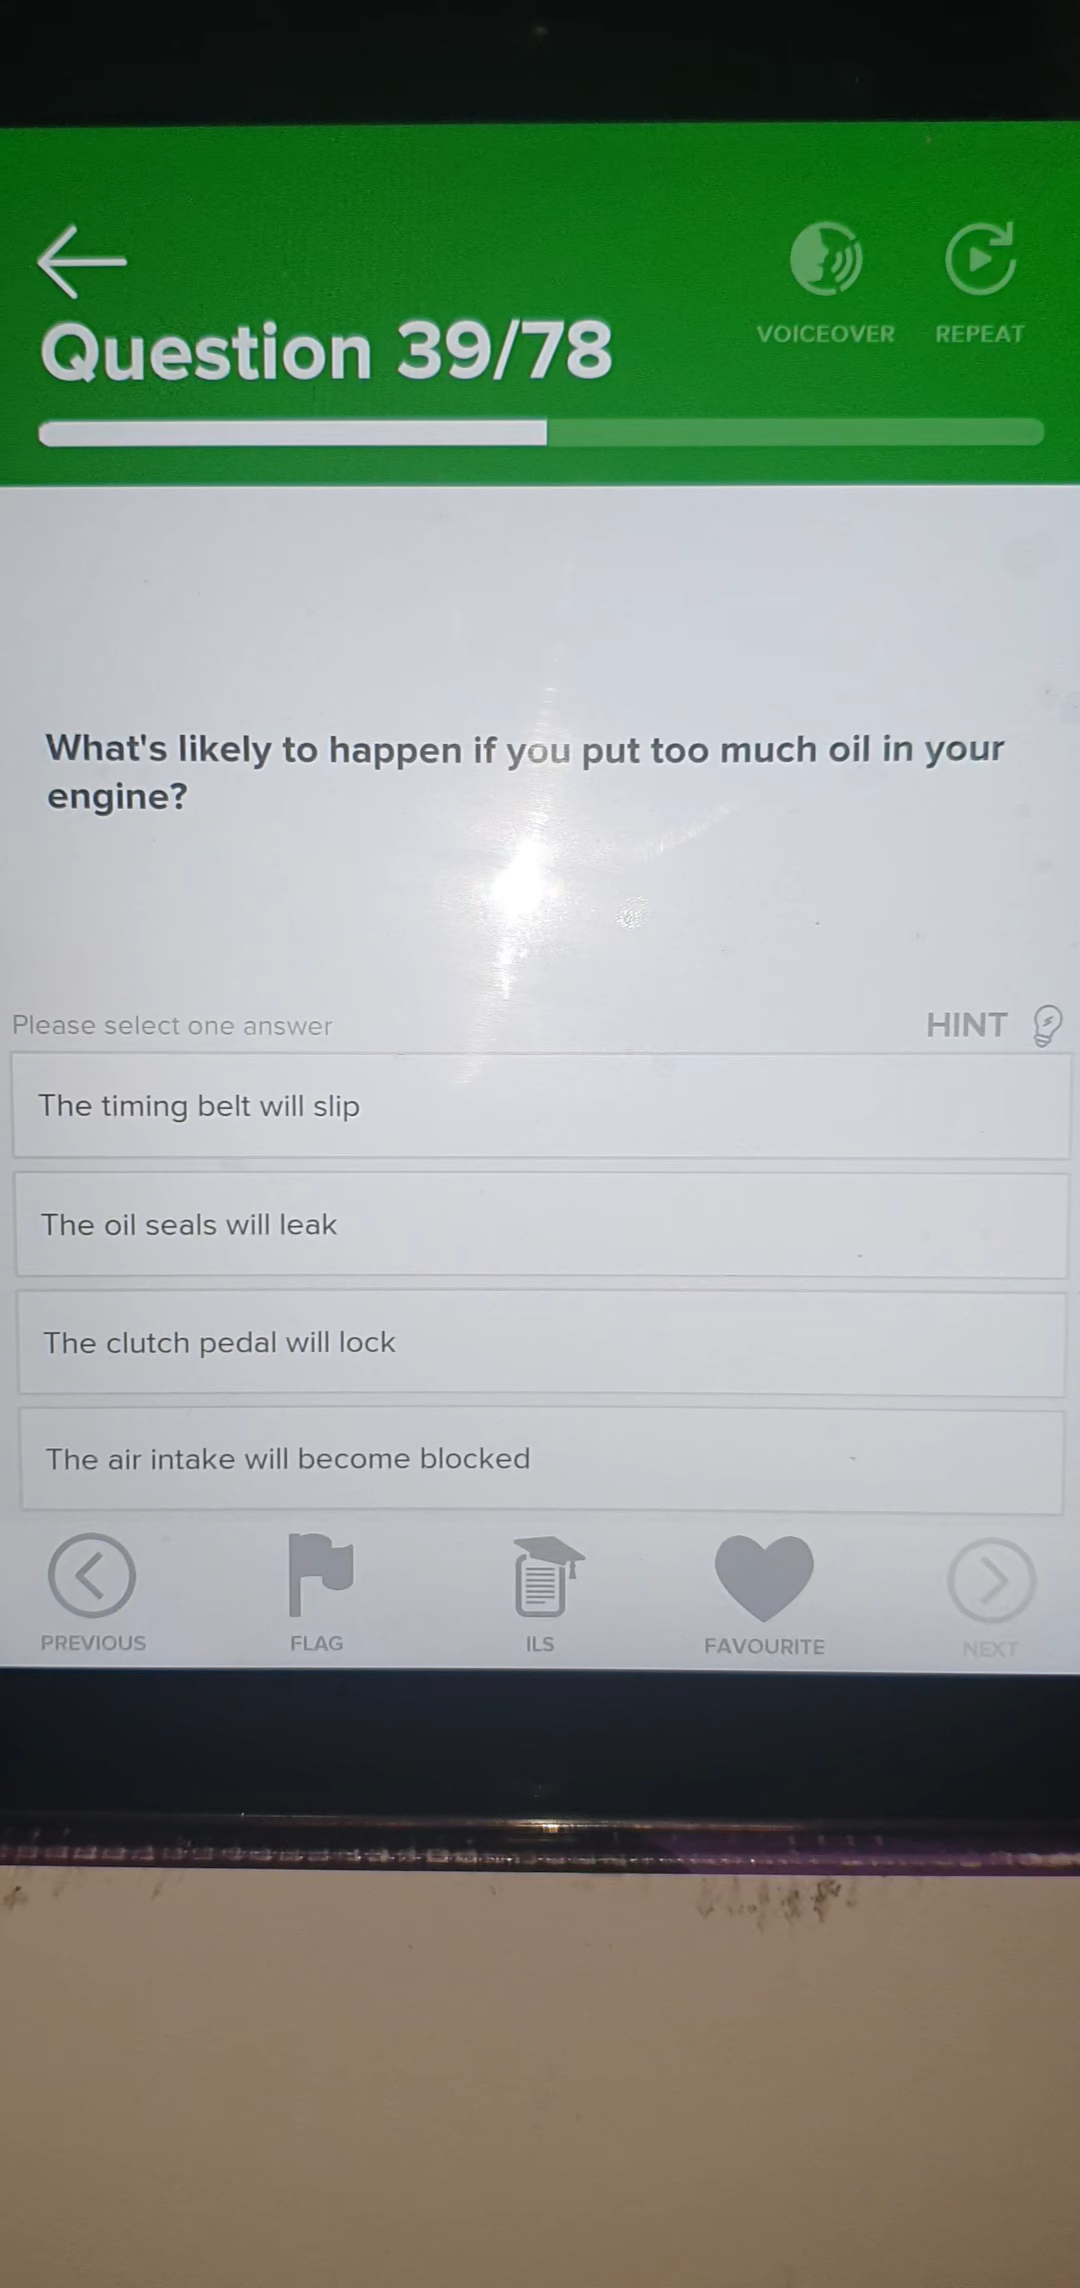 VOICEOVER REPEAT
Question 39/78
What's likely to happen if you put too much oil in your
engine?
Please select one answer
HINT
The timing belt will slip
The oil seals will leak
The clutch pedal will lock
The air intake will become blocked
PREVIOUS FLAG ILS FAVOURITE NEXT